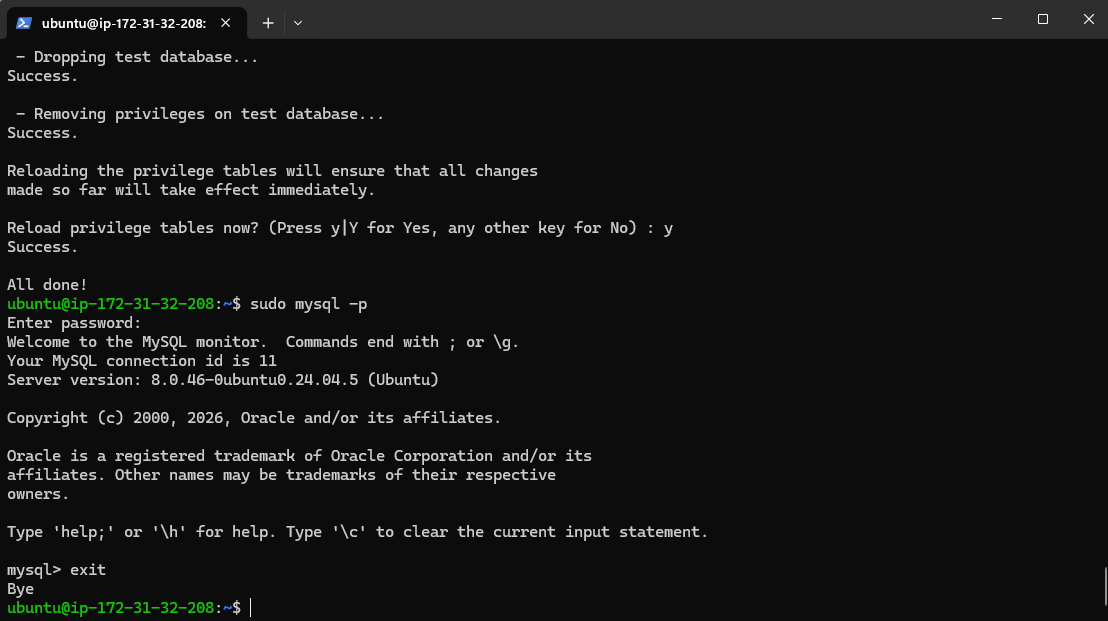 ubuntu@ip-172-31-32-208:
 - Dropping test database...
Success.
 - Removing privileges on test database...
Success.
Reloading the privilege tables will ensure that all changes
made so far will take effect immediately.
Reload privilege tables now? (Press y|Y for Yes, any other key for No) : y
Success.
All done!
ubuntu@ip-172-31-32-208:~$ sudo mysql -p
Enter password:
Welcome to the MySQL monitor.  Commands end with ; or \g.
Your MySQL connection id is 11
Server version: 8.0.46-0ubuntu0.24.04.5 (Ubuntu)
Copyright (c) 2000, 2026, Oracle and/or its affiliates.
Oracle is a registered trademark of Oracle Corporation and/or its
affiliates. Other names may be trademarks of their respective
owners.
Type 'help;' or '\h' for help. Type '\c' to clear the current input statement.
mysql> exit
Bye
ubuntu@ip-172-31-32-208:~$